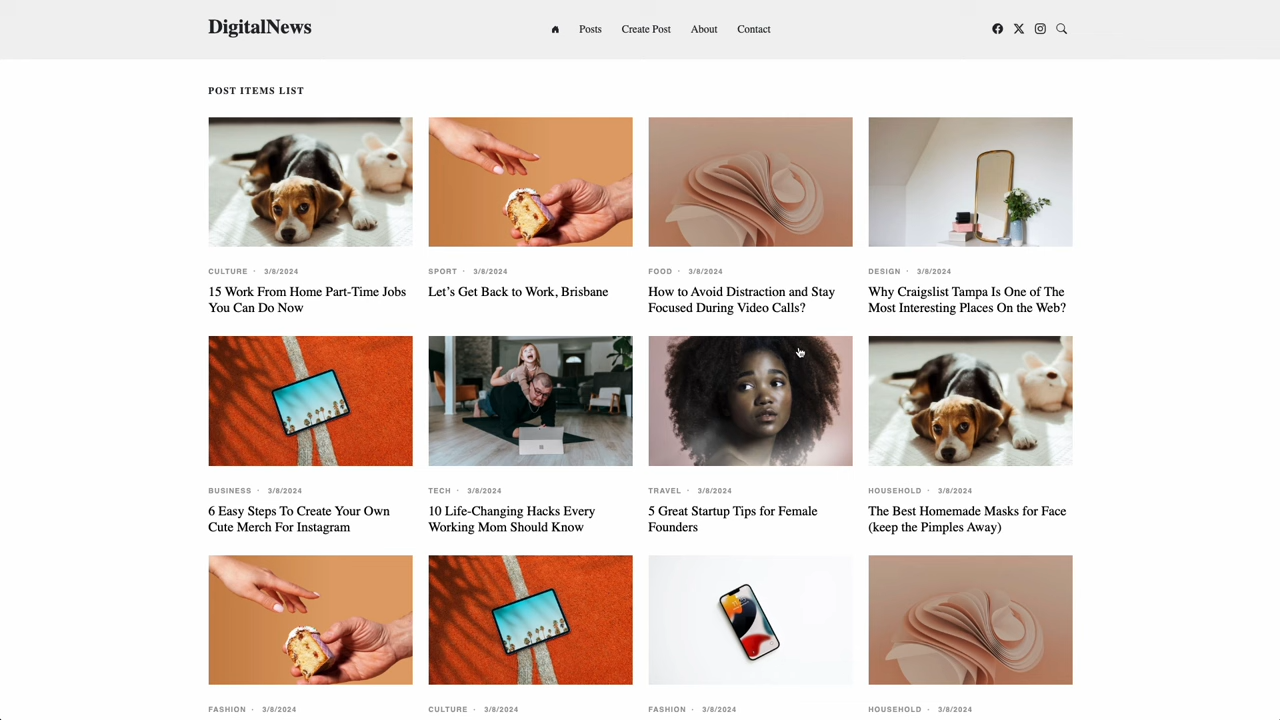 DigitalNews
Posts
Create Post
About
Contact
POST ITEMS LIST
CULTURE · 3/8/2024
15 Work From Home Part-Time Jobs
You Can Do Now
SPORT · 3/8/2024
Let’s Get Back to Work, Brisbane
FOOD · 3/8/2024
How to Avoid Distraction and Stay
Focused During Video Calls?
DESIGN · 3/8/2024
Why Craigslist Tampa Is One of The
Most Interesting Places On the Web?
BUSINESS · 3/8/2024
6 Easy Steps To Create Your Own
Cute Merch For Instagram
TECH · 3/8/2024
10 Life-Changing Hacks Every
Working Mom Should Know
TRAVEL · 3/8/2024
5 Great Startup Tips for Female
Founders
HOUSEHOLD · 3/8/2024
The Best Homemade Masks for Face
(keep the Pimples Away)
FASHION · 3/8/2024
CULTURE · 3/8/2024
FASHION · 3/8/2024
HOUSEHOLD · 3/8/2024